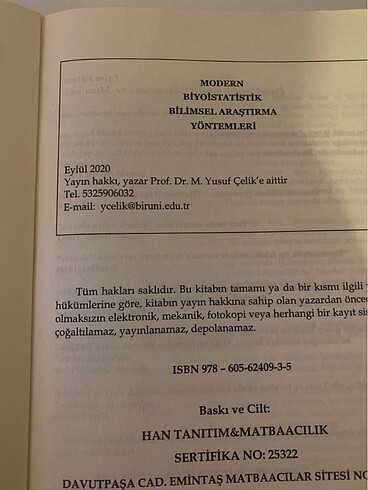 MODERN
BİYOİSTATİSTİK
BİLİMSEL ARAŞTIRMA
YÖNTEMLERİ
Eylül 2020
Yayın hakkı, yazar Prof. Dr. M. Yusuf Çelik'e aittir
Tel. 5325906032
E-mail: ycelik@biruni.edu.tr
Tüm hakları saklıdır. Bu kitabın tamamı ya da bir kısmı ilgili
hükümlerine göre, kitabın yayın hakkına sahip olan yazardan önced
olmaksızın elektronik, mekanik, fotokopi veya herhangi bir kayıt sis
çoğaltılamaz, yayınlanamaz, depolanamaz.
ISBN 978 – 605-62409-3-5
Baskı ve Cilt:
HAN TANITIM&MATBAACILIK
SERTİFİKA NO: 25322
DAVUTPAŞA CAD. EMİNTAŞ MATBAACILAR SİTESİ NO